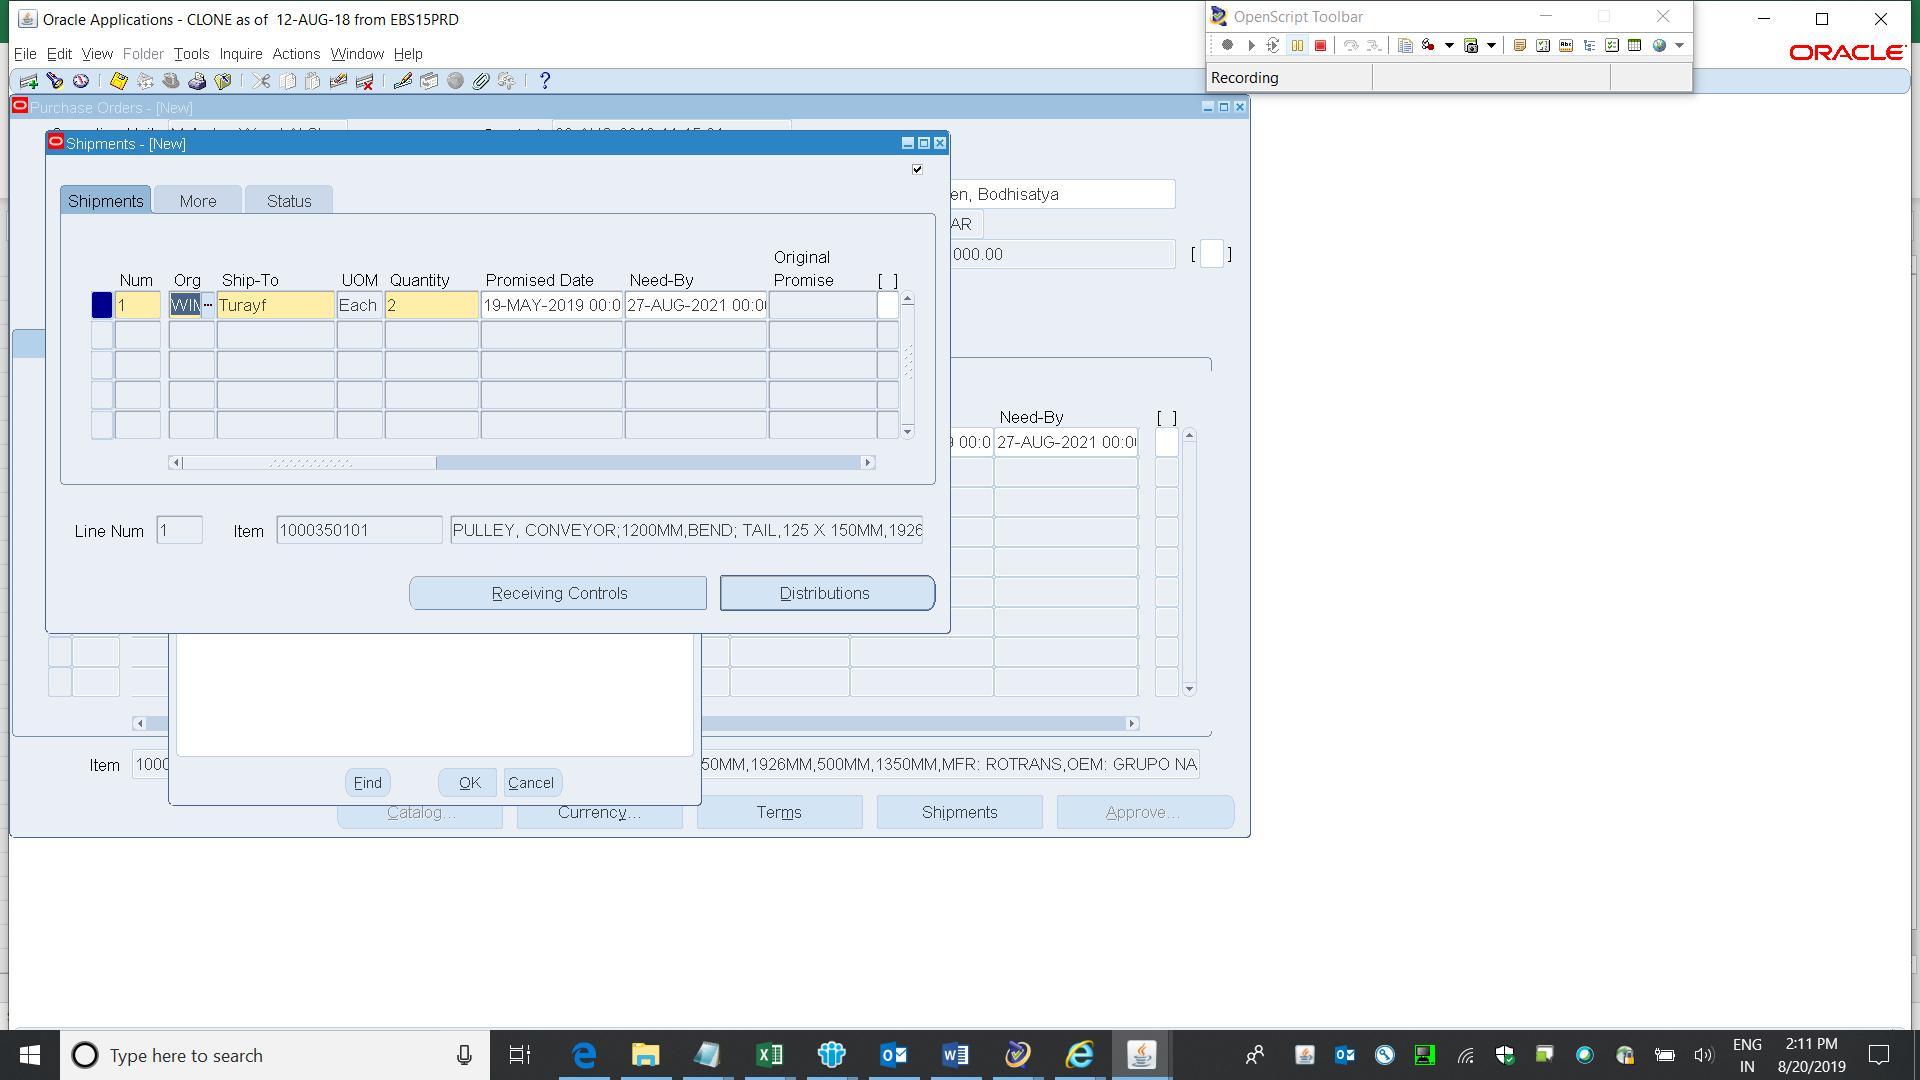 Oracle Applications - CLONE as of 12-AUG-18 from EBS15PRD
OpenScript Toolbar
File Edit View Folder Tools Inquire Actions Window Help
ORACLE
Recording
Purchase Orders - [New]
Shipments - [New]
Shipments More Status
en, Bodhisatya
AR
000.00 [ ]
Original
Num Org Ship-To UOM Quantity Promised Date Need-By Promise [ ]
1 WIN Turayf Each 2 19-MAY-2019 00:0 27-AUG-2021 00:0
Need-By [ ]
00:0 27-AUG-2021 00:0
Line Num 1 Item 1000350101 PULLEY, CONVEYOR;1200MM,BEND; TAIL,125 X 150MM,1926
Receiving Controls Distributions
Item 1000 50MM,1926MM,500MM,1350MM,MFR: ROTRANS,OEM: GRUPO NA
Find OK Cancel
Catalog... Currency... Terms Shipments Approve...
Type here to search
ENG
IN
2:11 PM
8/20/2019